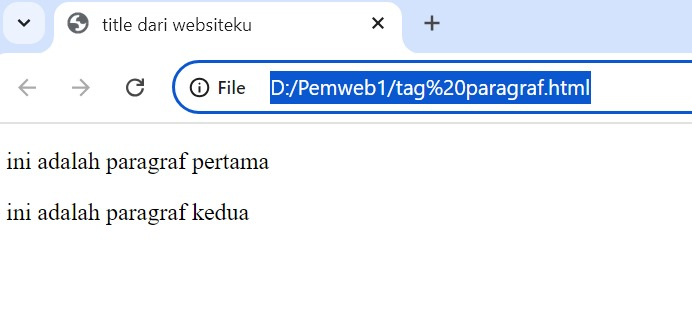 title dari websiteku
File D:/Pemweb1/tag%20paragraf.html
ini adalah paragraf pertama
ini adalah paragraf kedua